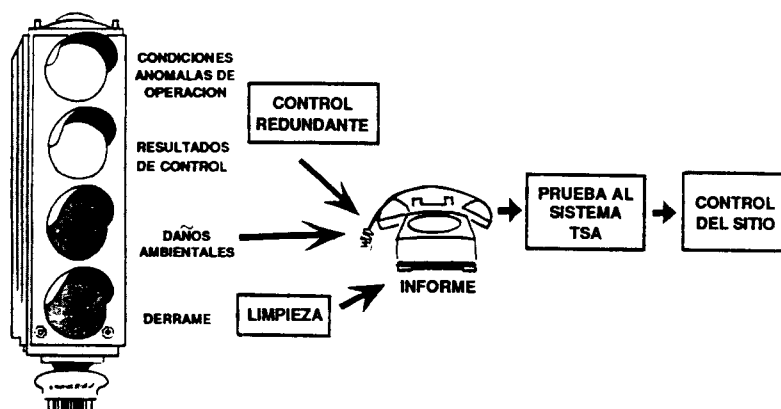 CONDICIONES
ANOMALAS DE
OPERACION
CONTROL
REDUNDANTE
RESULTADOS
DE CONTROL
DAÑOS
AMBIENTALES
DERRAME
LIMPIEZA
INFORME
PRUEBA AL
SISTEMA
TSA
CONTROL
DEL SITIO